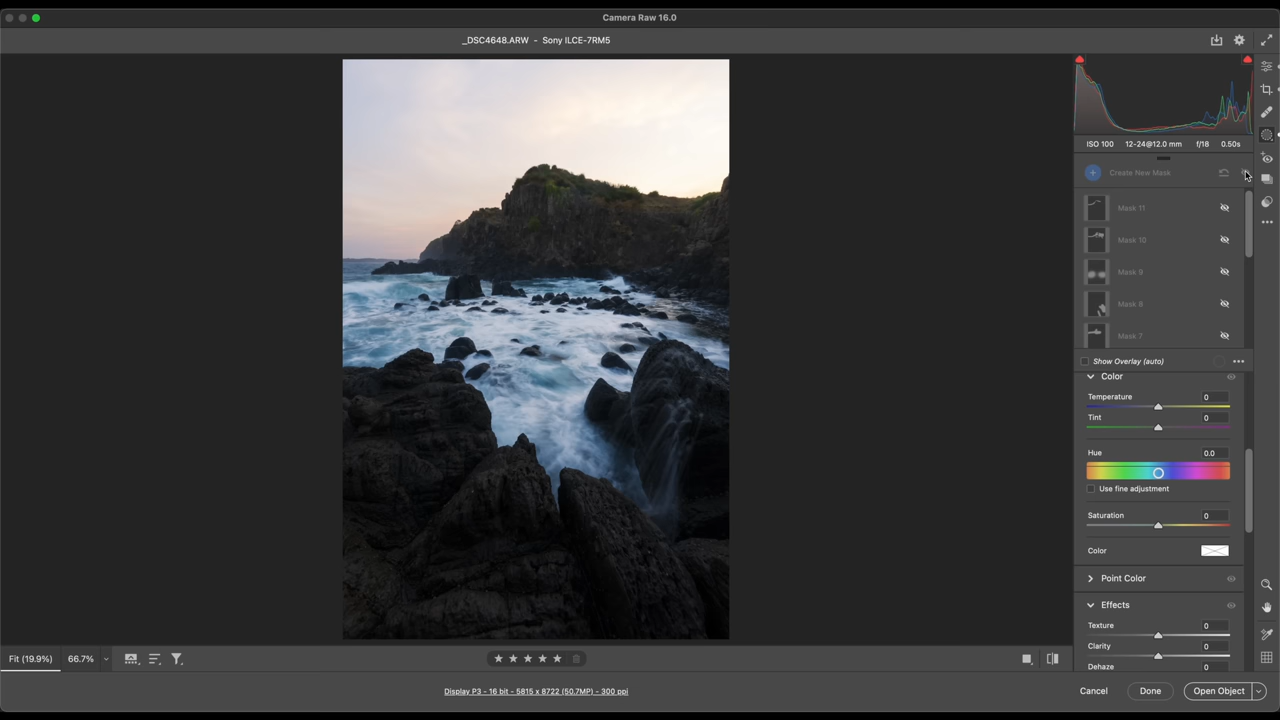 Camera Raw 16.0
_DSC4648.ARW - Sony ILCE-7RM5
ISO 100 12-24@12.0 mm f/18 0.50s
Create New Mask
Mask 11
Mask 10
Mask 9
Mask 8
Mask 7
Show Overlay (auto)
Color
Temperature 0
Tint 0
Hue 0.0
Use fine adjustment
Saturation 0
Color
Point Color
Effects
Texture 0
Clarity 0
Dehaze 0
Fit (19.9%) 66.7%
Display P3 - 16 bit - 5815 x 8722 (50.7MP) - 300 ppi
Cancel Done Open Object